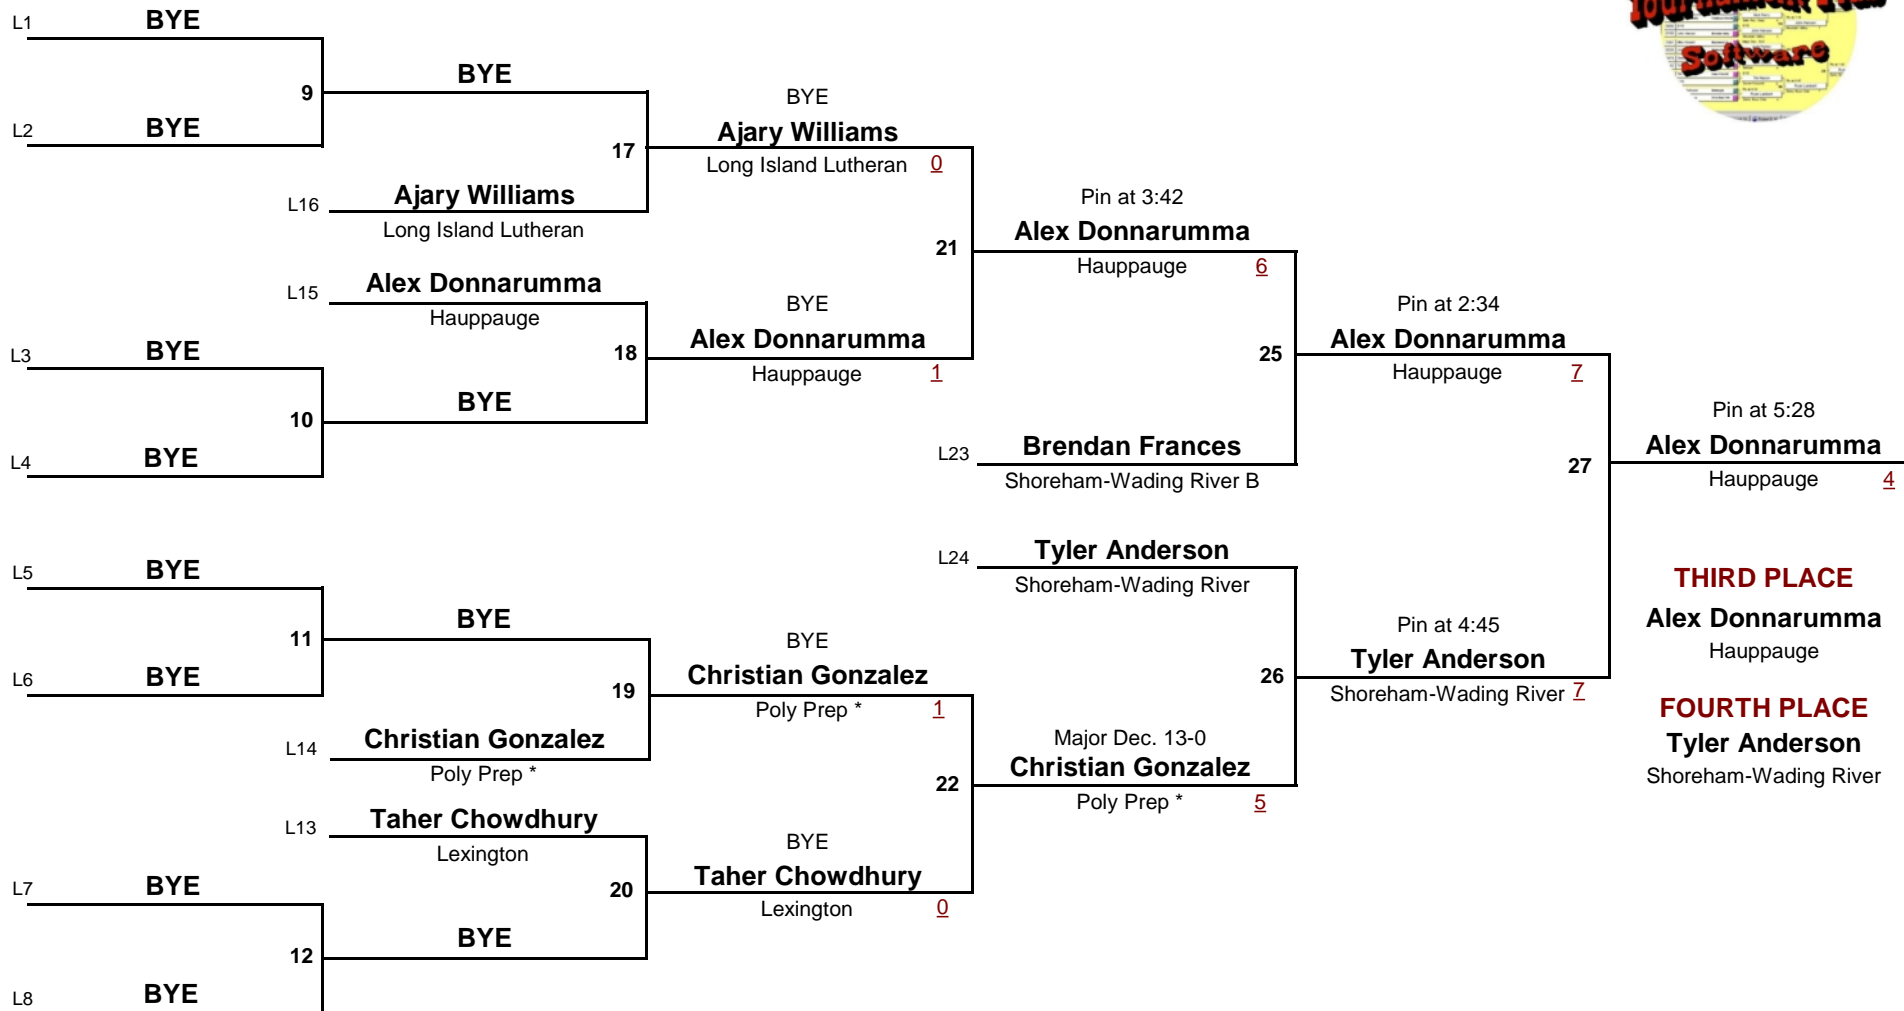 L1 BYE
9
L2 BYE
BYE
17
L16 Ajary Williams
Long Island Lutheran
L15 Alex Donnarumma
Hauppauge
18
L3 BYE
10
BYE
L4 BYE
L5 BYE
11
BYE
L6 BYE
19
L14 Christian Gonzalez
Poly Prep *
L13 Taher Chowdhury
Lexington
20
L7 BYE
12
BYE
L8 BYE
BYE
Ajary Williams
Long Island Lutheran 0
21
BYE
Alex Donnarumma
Hauppauge 1
BYE
Christian Gonzalez
Poly Prep * 1
22
BYE
Taher Chowdhury
Lexington 0
Pin at 3:42
Alex Donnarumma
Hauppauge 6
25
L23 Brendan Frances
Shoreham-Wading River B
L24 Tyler Anderson
Shoreham-Wading River
26
Major Dec. 13-0
Christian Gonzalez
Poly Prep * 5
Pin at 2:34
Alex Donnarumma
Hauppauge 7
27
Pin at 4:45
Tyler Anderson
Shoreham-Wading River 7
Pin at 5:28
Alex Donnarumma
Hauppauge 4
THIRD PLACE
Alex Donnarumma
Hauppauge
FOURTH PLACE
Tyler Anderson
Shoreham-Wading River
Software